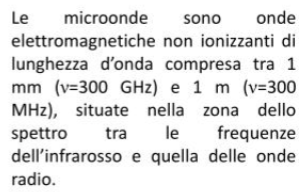 Le microonde sono onde
elettromagnetiche non ionizzanti di
lunghezza d'onda compresa tra 1
mm (ν=300 GHz) e 1 m (ν=300
MHz), situate nella zona dello
spettro tra le frequenze
dell'infrarosso e quella delle onde
radio.